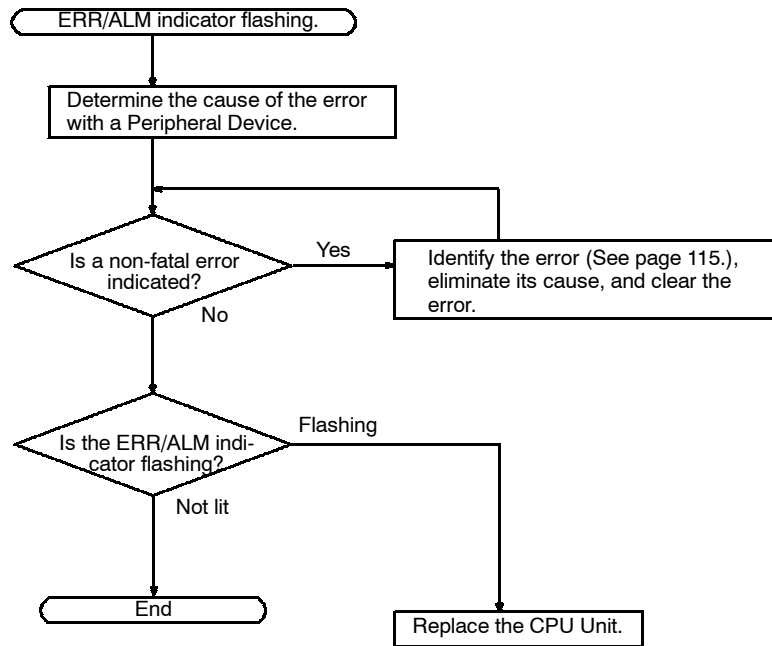 ERR/ALM indicator flashing.
Determine the cause of the error
with a Peripheral Device.
Is a non-fatal error
indicated?
Yes
Identify the error (See page 115.),
eliminate its cause, and clear the
error.
No
Is the ERR/ALM indi-
cator flashing?
Flashing
Not lit
End
Replace the CPU Unit.